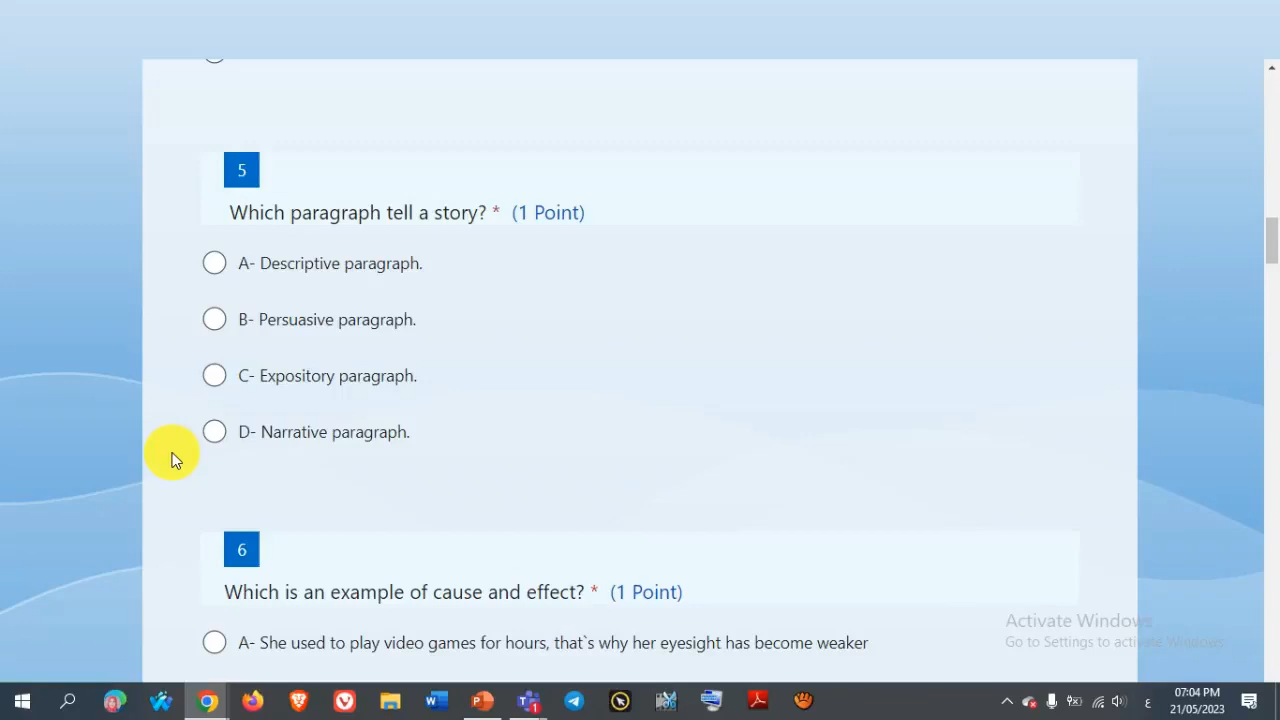 5
Which paragraph tell a story? * (1 Point)
A- Descriptive paragraph.
B- Persuasive paragraph.
C- Expository paragraph.
D- Narrative paragraph.
6
Which is an example of cause and effect? * (1 Point)
A- She used to play video games for hours, that`s why her eyesight has become weaker
Activate Windows
Go to Settings to activate Windows.
ع
07:04 PM
21/05/2023